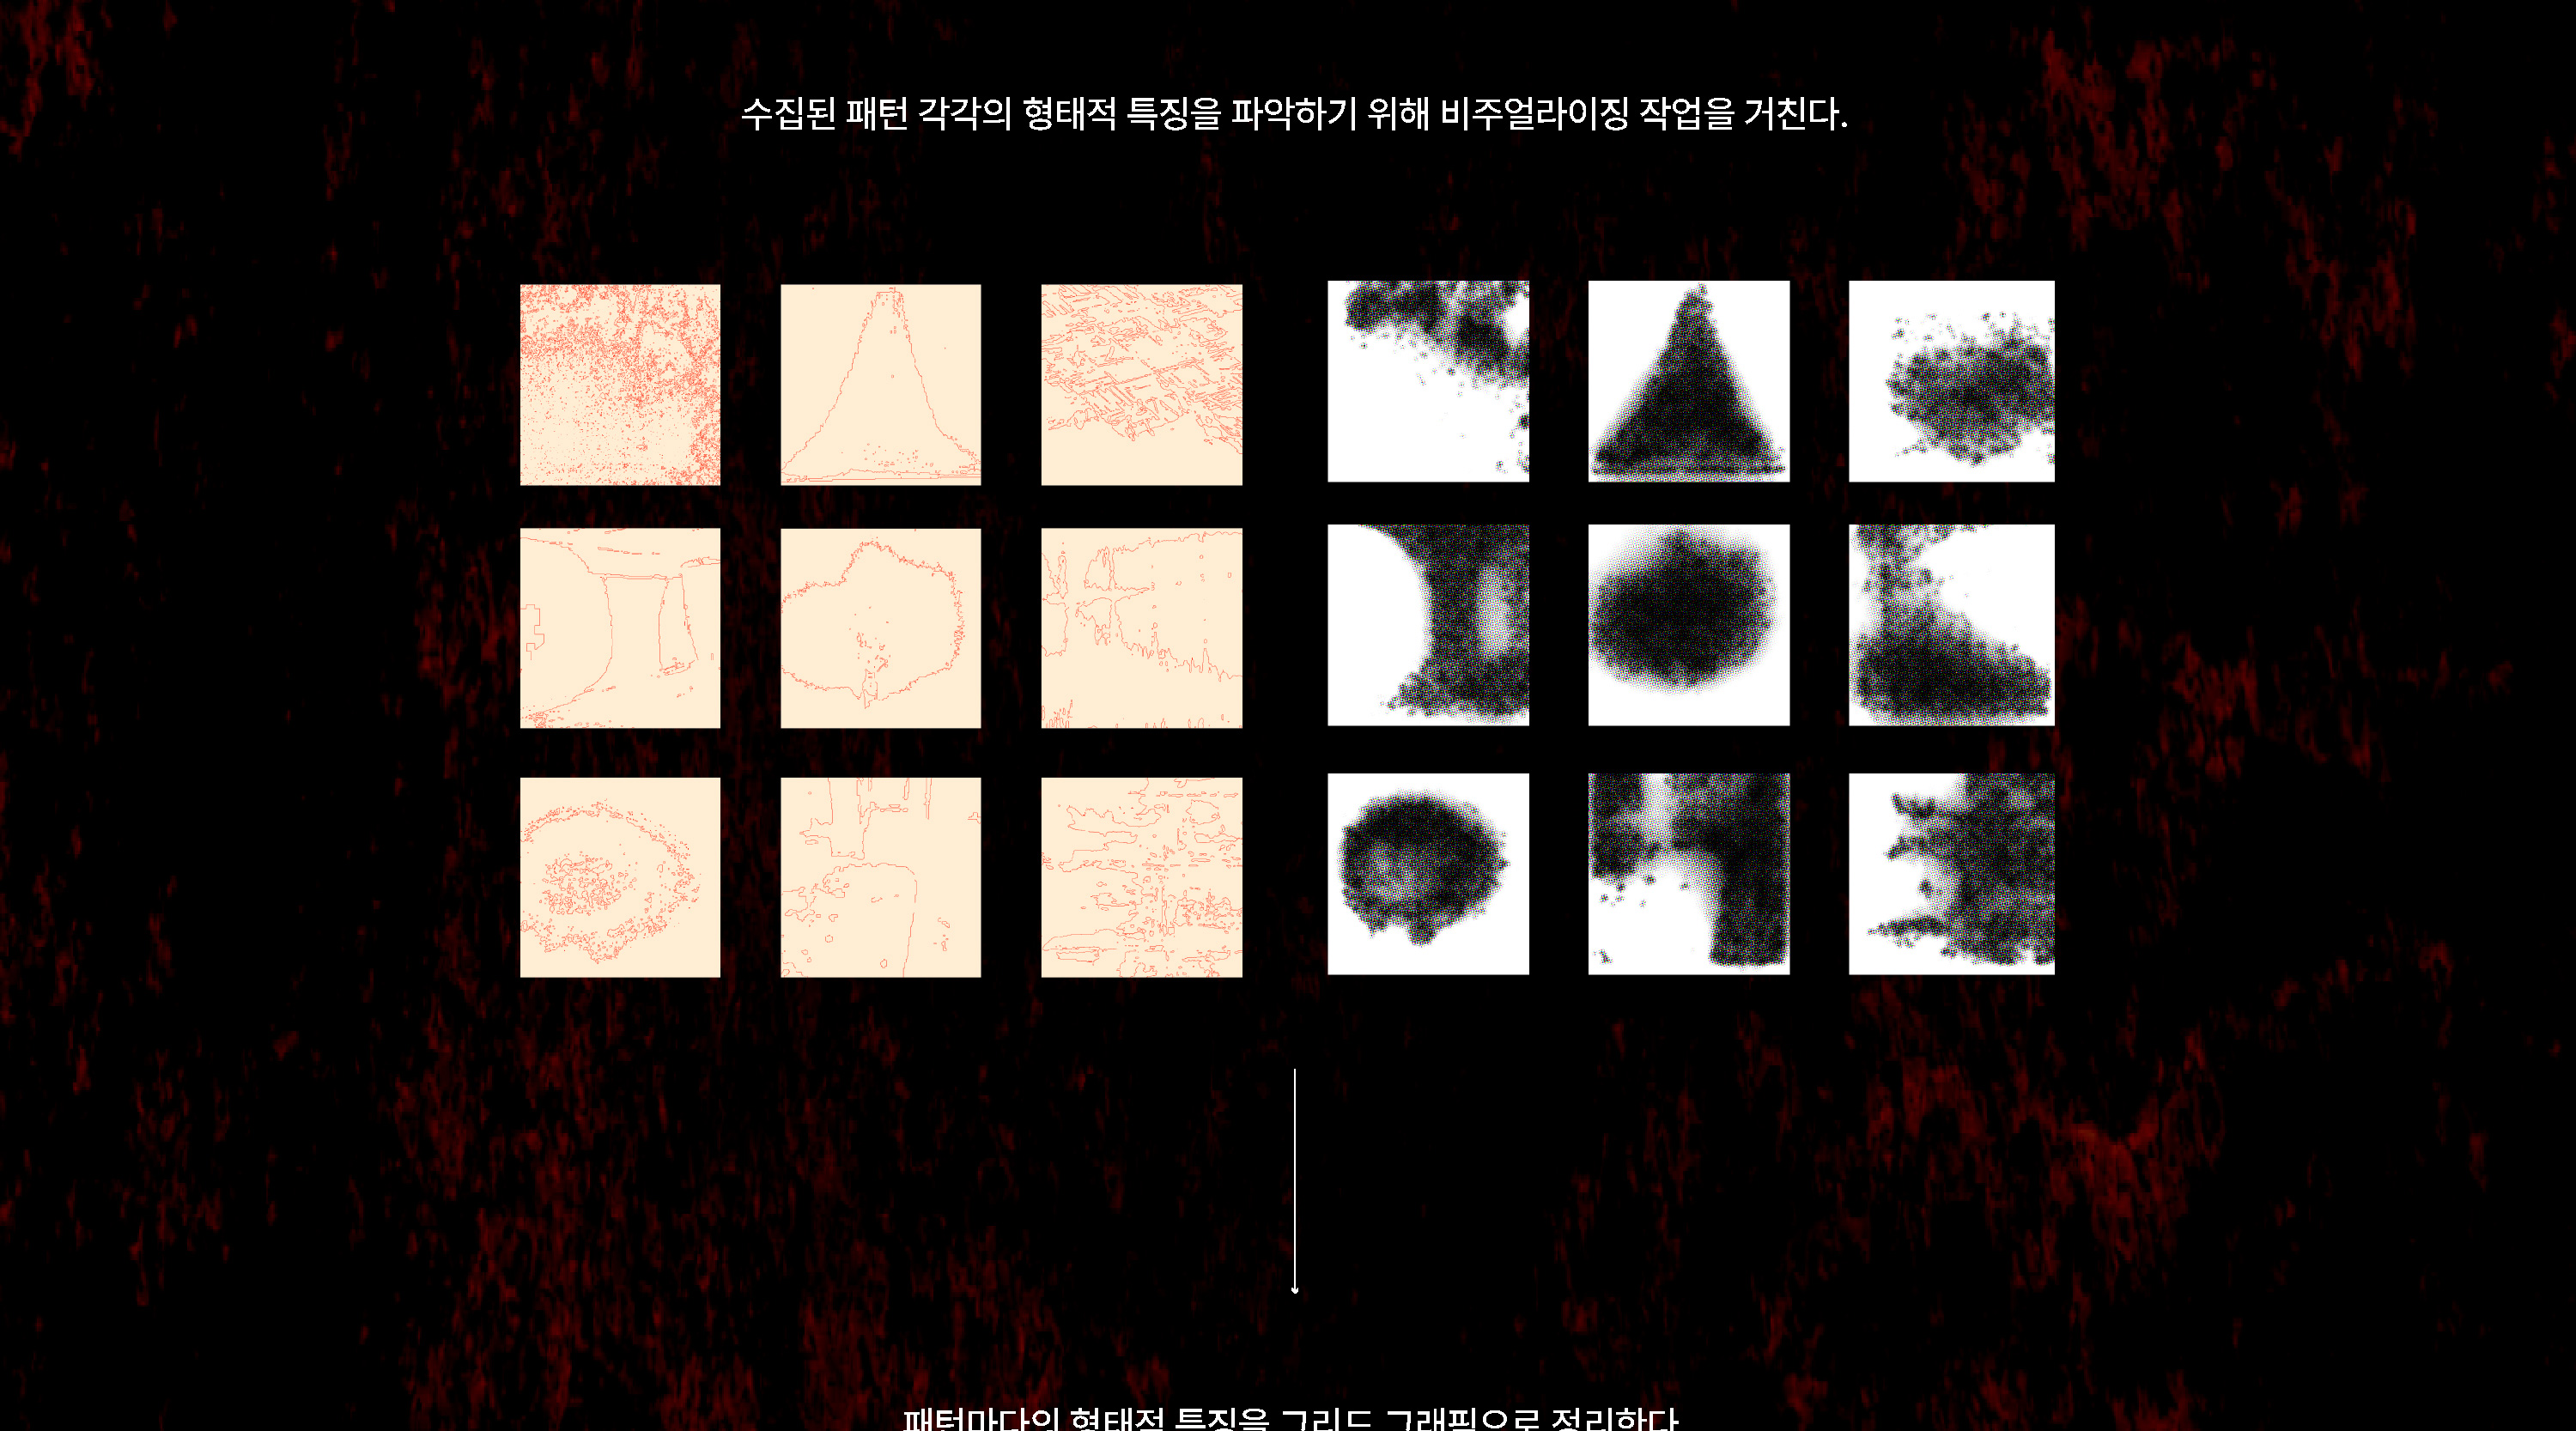 수집된 패턴 각각의 형태적 특징을 파악하기 위해 비주얼라이징 작업을 거친다.
패턴마다의 형태적 특징을 그리드 그래픽으로 정리한다